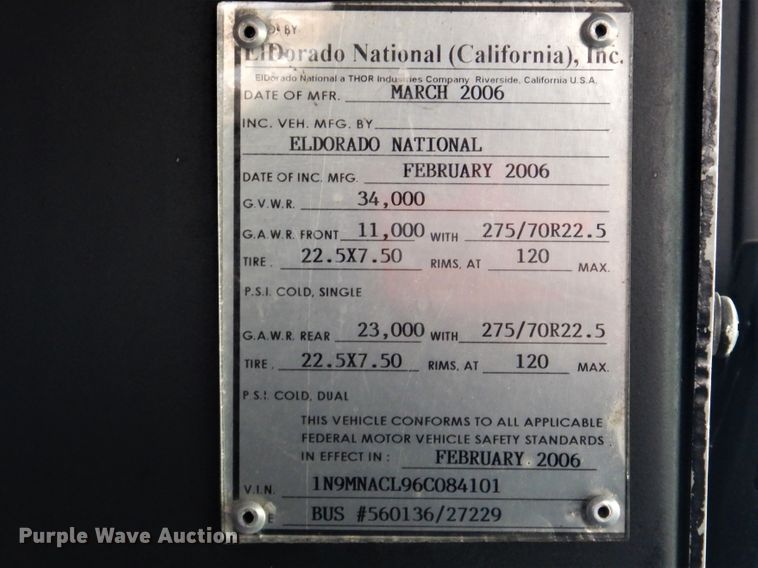 BY
ElDorado National (California), Inc.
ElDorado National a THOR Industries Company Riverside, California U.S.A.
DATE OF MFR. MARCH 2006
INC. VEH. MFG. BY
ELDORADO NATIONAL
DATE OF INC. MFG. FEBRUARY 2006
G.V.W.R. 34,000
G.A.W.R. FRONT 11,000 WITH 275/70R22.5
TIRE. 22.5X7.50 RIMS, AT 120 MAX.
P.S.I. COLD, SINGLE
G.A.W.R. REAR 23,000 WITH 275/70R22.5
TIRE. 22.5X7.50 RIMS, AT 120 MAX.
P.S.I. COLD, DUAL
THIS VEHICLE CONFORMS TO ALL APPLICABLE
FEDERAL MOTOR VEHICLE SAFETY STANDARDS
IN EFFECT IN : FEBRUARY 2006
V.I.N. 1N9MNACL96C084101
BUS #560136/27229
Purple Wave Auction